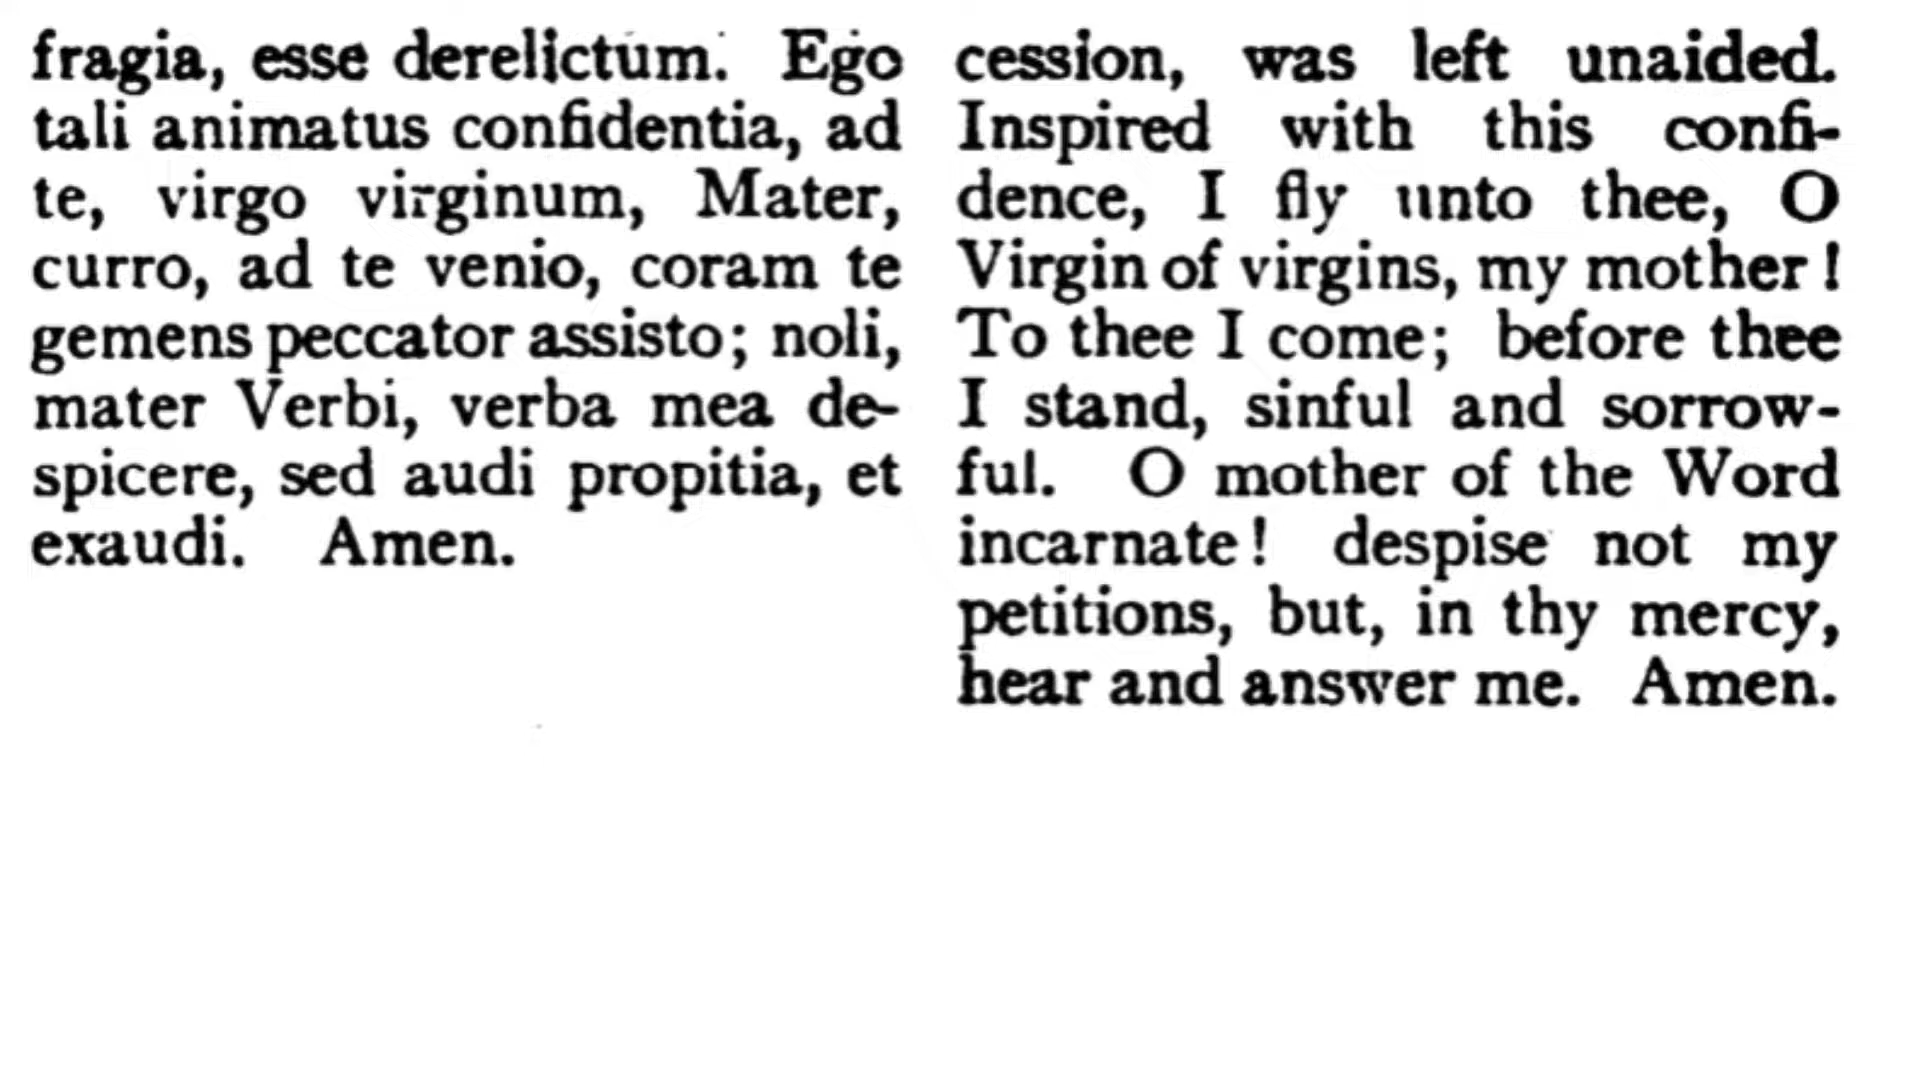 fragia, esse derelictum. Ego
tali animatus confidentia, ad
te, virgo virginum, Mater,
curro, ad te venio, coram te
gemens peccator assisto; noli,
mater Verbi, verba mea de-
spicere, sed audi propitia, et
exaudi. Amen.
cession, was left unaided.
Inspired with this confi-
dence, I fly unto thee, O
Virgin of virgins, my mother!
To thee I come; before thee
I stand, sinful and sorrow-
ful. O mother of the Word
incarnate! despise not my
petitions, but, in thy mercy,
hear and answer me. Amen.